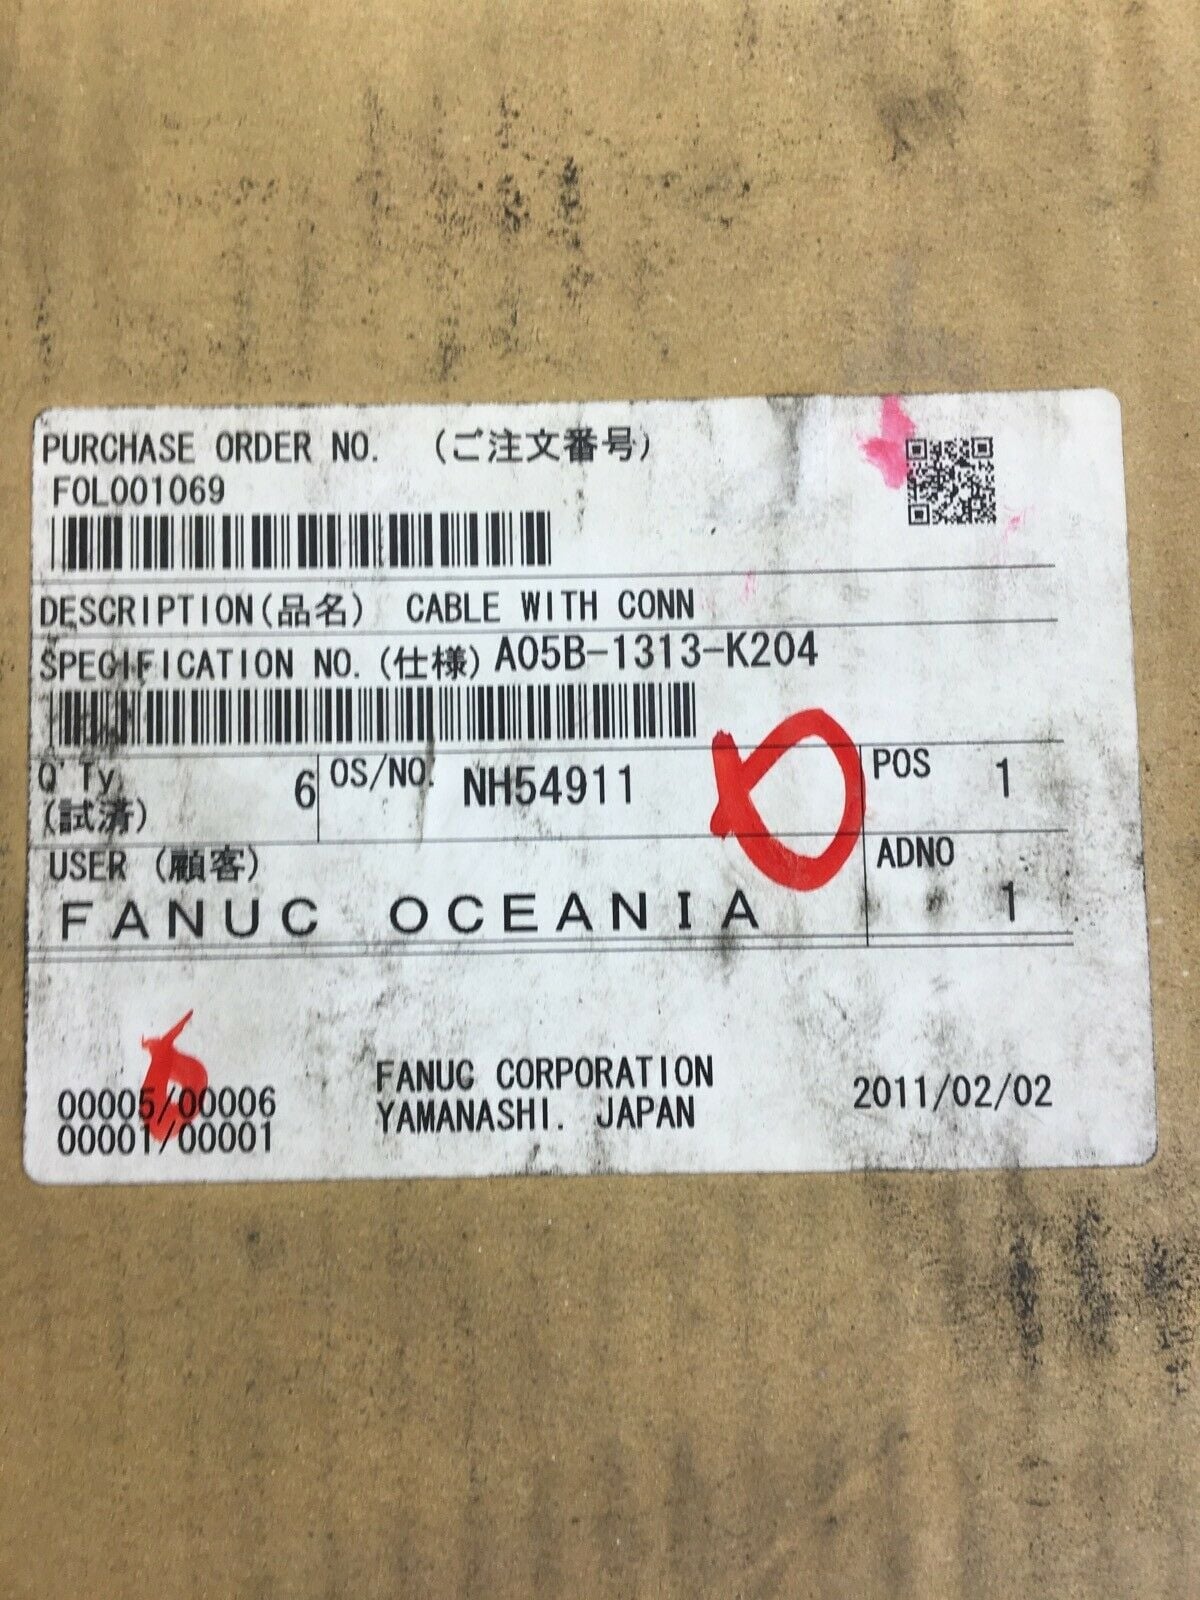 PURCHASE ORDER NO. (ご注文番号)
FOL001069
DESCRIPTION(品名) CABLE WITH CONN
SPECIFICATION NO.(仕様) A05B-1313-K204
Q'Ty 6 OS/NO. NH54911 POS 1
(試済)
USER (顧客) ADNO
FANUC OCEANIA 1
00005/00006 FANUC CORPORATION 2011/02/02
00001/00001 YAMANASHI. JAPAN